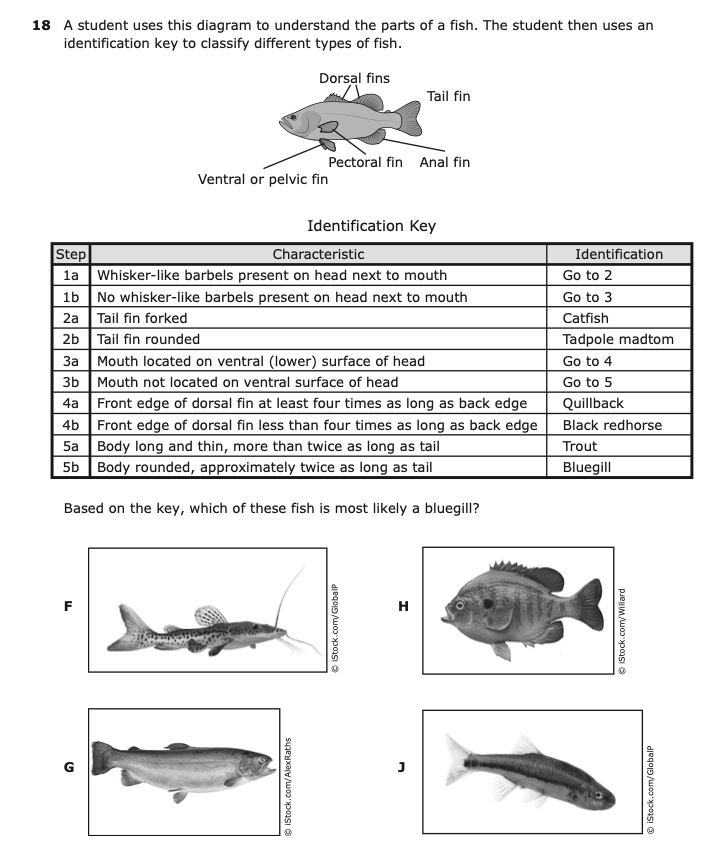 18 A student uses this diagram to understand the parts of a fish. The student then uses an
identification key to classify different types of fish.
Dorsal fins
Tail fin
Pectoral fin
Anal fin
Ventral or pelvic fin
Identification Key
Step Characteristic Identification
1a Whisker-like barbels present on head next to mouth Go to 2
1b No whisker-like barbels present on head next to mouth Go to 3
2a Tail fin forked Catfish
2b Tail fin rounded Tadpole madtom
3a Mouth located on ventral (lower) surface of head Go to 4
3b Mouth not located on ventral surface of head Go to 5
4a Front edge of dorsal fin at least four times as long as back edge Quillback
4b Front edge of dorsal fin less than four times as long as back edge Black redhorse
5a Body long and thin, more than twice as long as tail Trout
5b Body rounded, approximately twice as long as tail Bluegill
Based on the key, which of these fish is most likely a bluegill?
F
© iStock.com/GlobalP
H
© iStock.com/Willard
G
© iStock.com/AlexRaths
J
© iStock.com/GlobalP